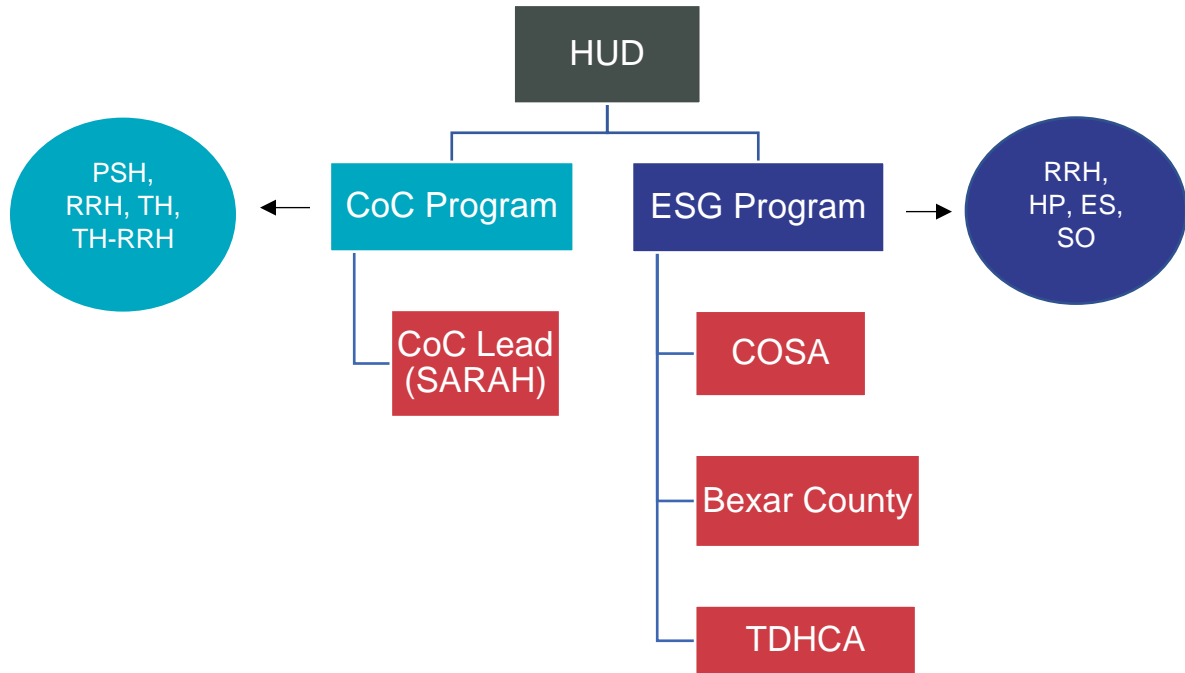 HUD
PSH,
RRH, TH,
TH-RRH
CoC Program
ESG Program
RRH,
HP, ES,
SO
CoC Lead
(SARAH)
COSA
Bexar County
TDHCA